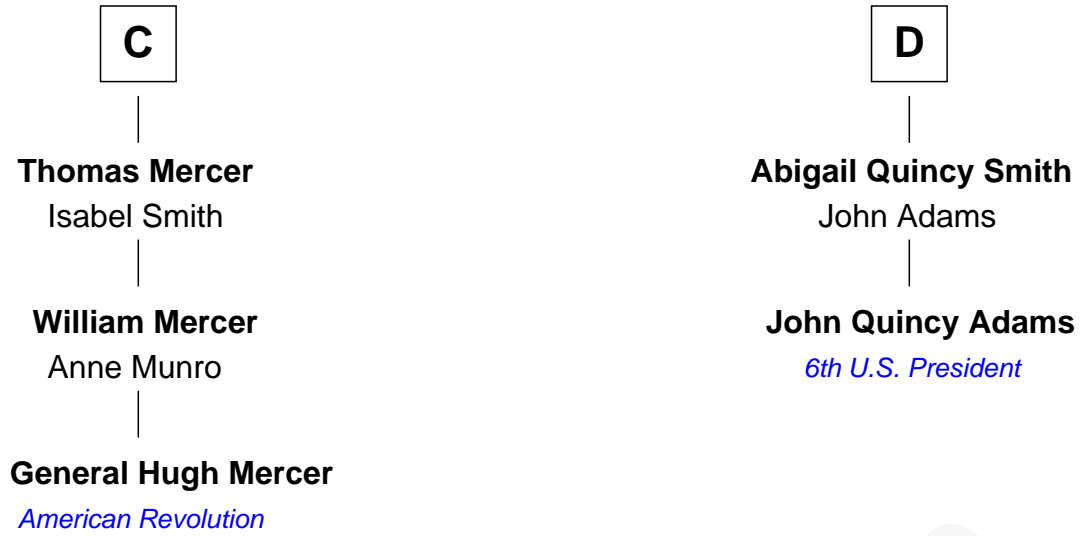 C
Thomas Mercer
Isabel Smith
William Mercer
Anne Munro
General Hugh Mercer
American Revolution
D
Abigail Quincy Smith
John Adams
John Quincy Adams
6th U.S. President